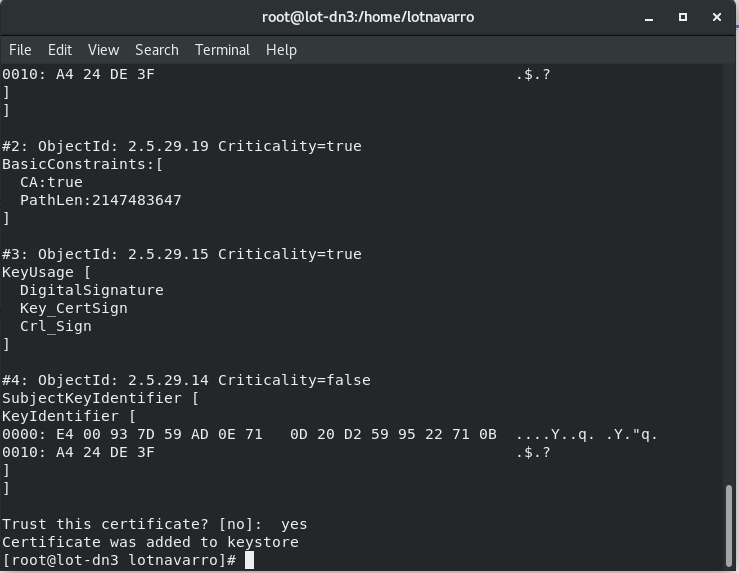 root@lot-dn3:/home/lotnavarro
File Edit View Search Terminal Help
0010: A4 24 DE 3F                                        .$.?
]
]
#2: ObjectId: 2.5.29.19 Criticality=true
BasicConstraints:[
  CA:true
  PathLen:2147483647
]
#3: ObjectId: 2.5.29.15 Criticality=true
KeyUsage [
  DigitalSignature
  Key_CertSign
  Crl_Sign
]
#4: ObjectId: 2.5.29.14 Criticality=false
SubjectKeyIdentifier [
KeyIdentifier [
0000: E4 00 93 7D 59 AD 0E 71   0D 20 D2 59 95 22 71 0B  ....Y..q. .Y."q.
0010: A4 24 DE 3F                                        .$.?
]
]
Trust this certificate? [no]:  yes
Certificate was added to keystore
[root@lot-dn3 lotnavarro]#